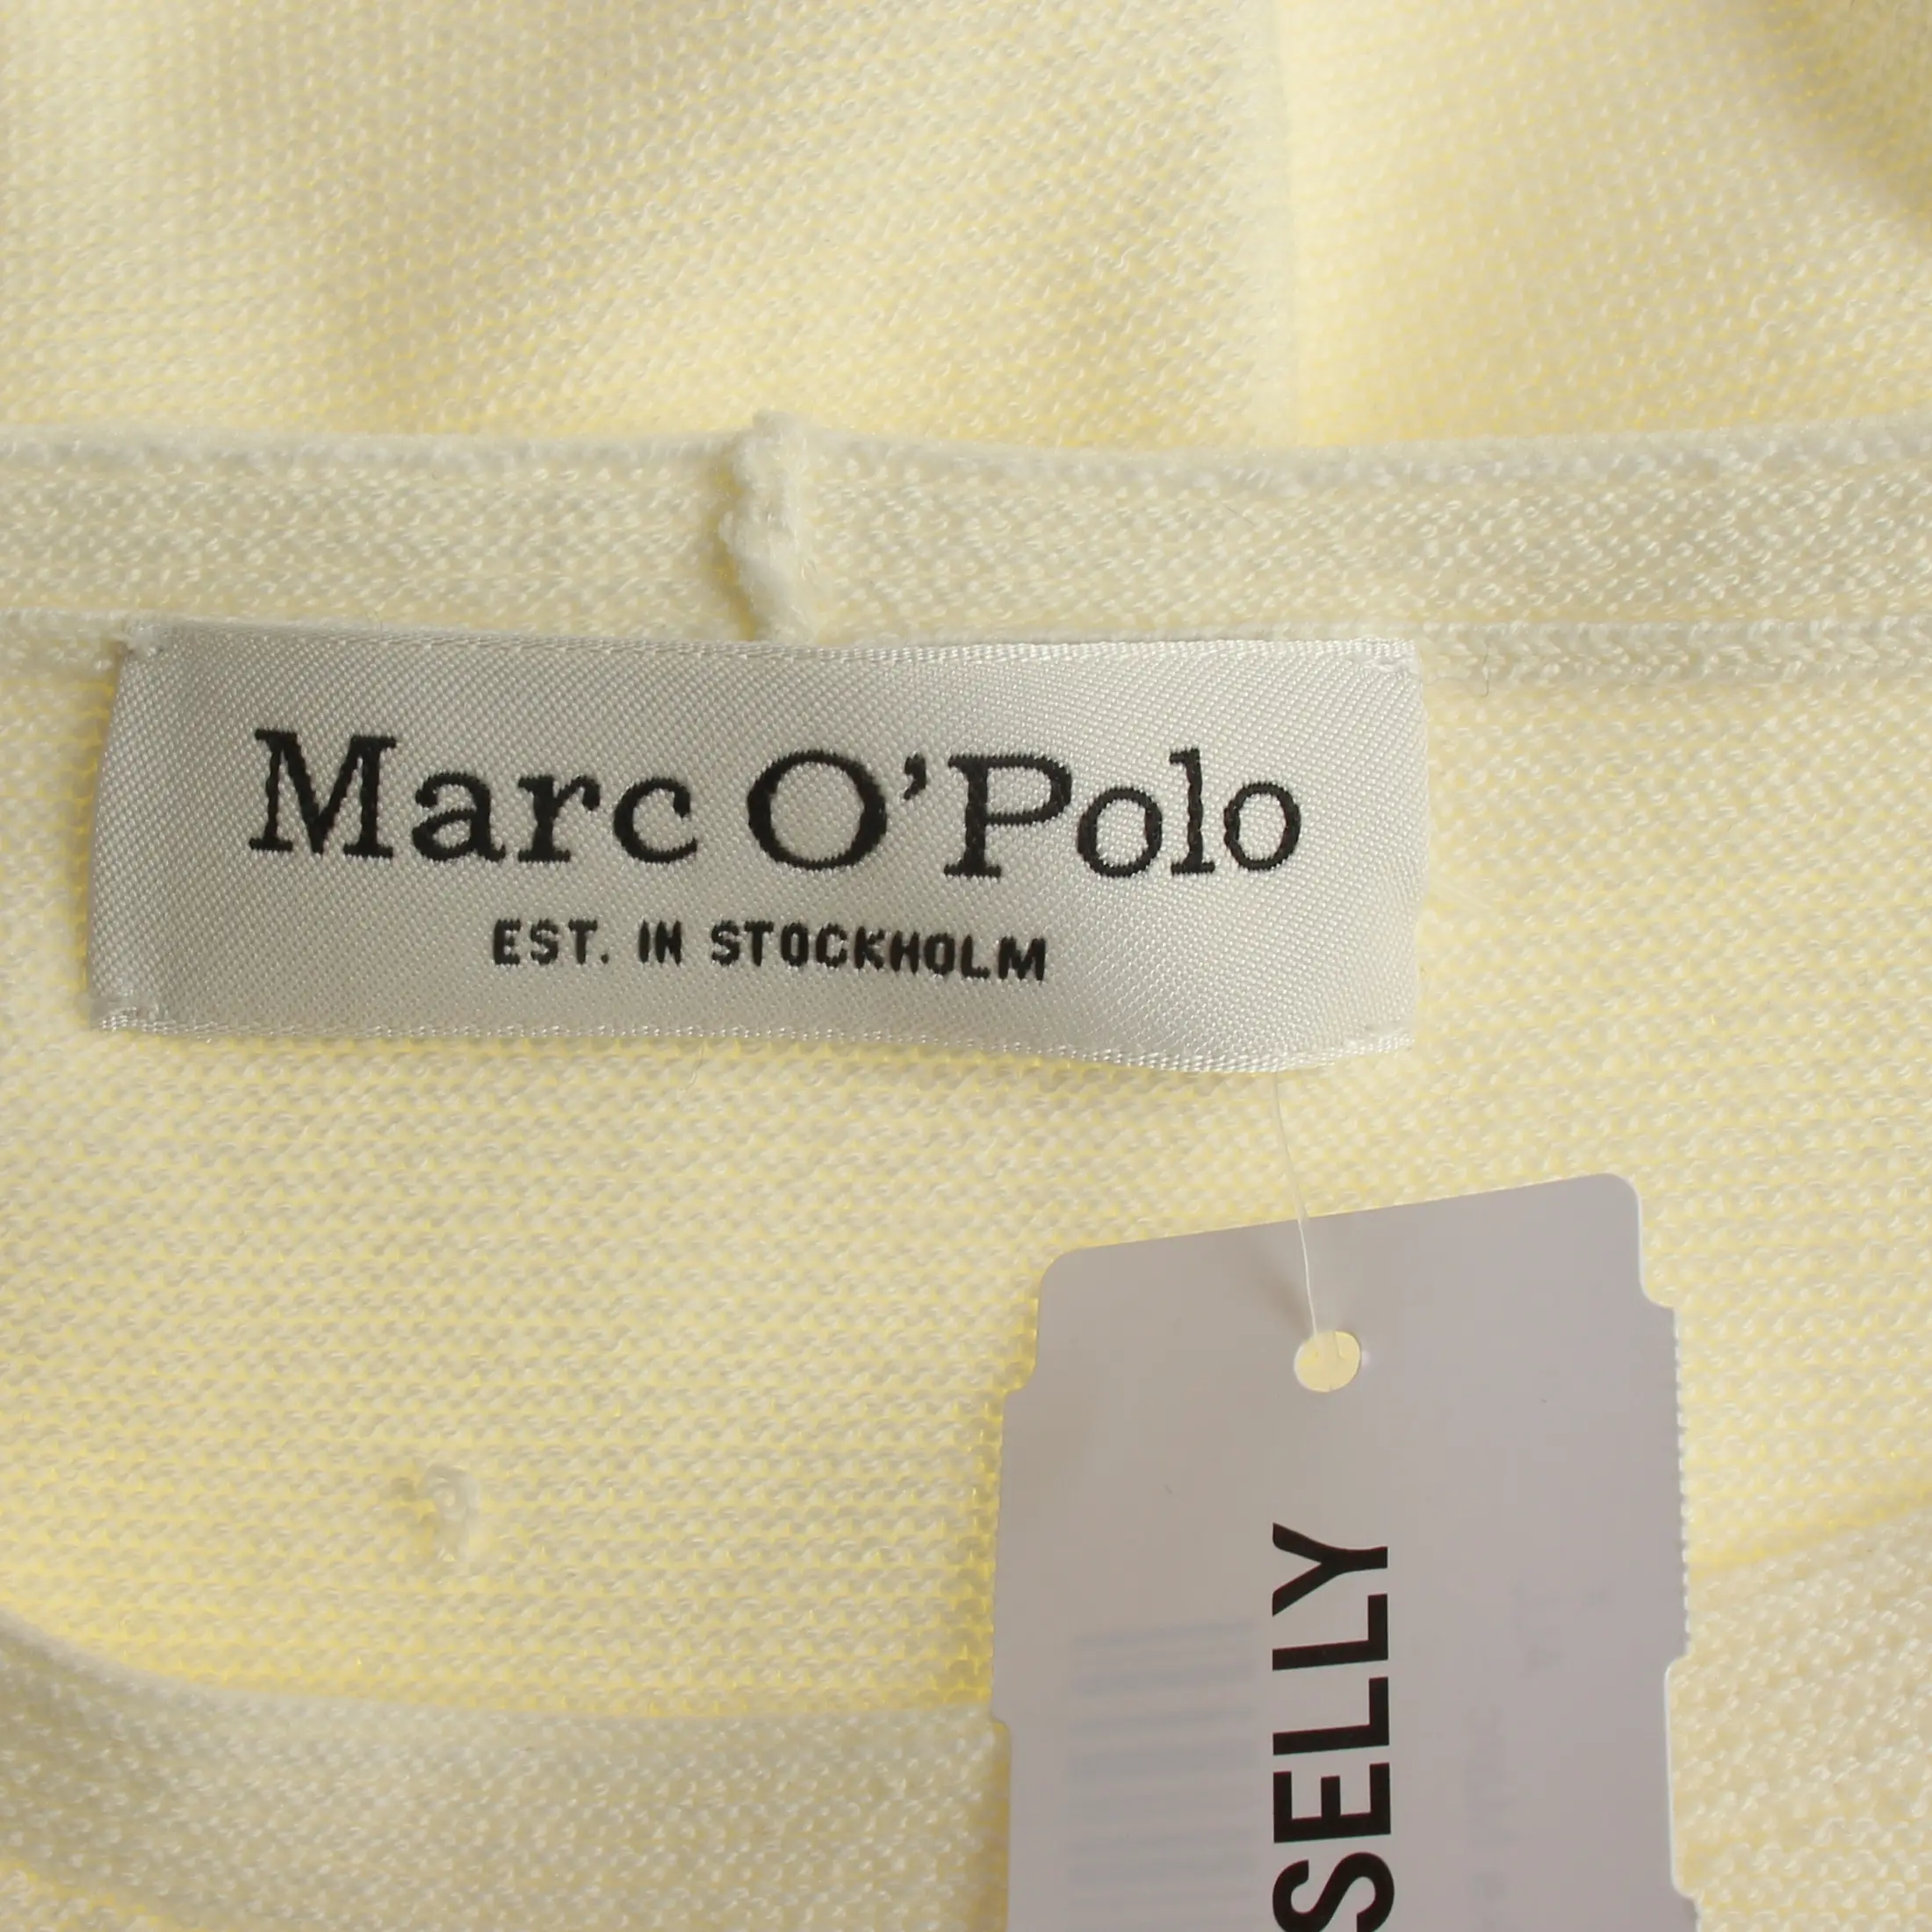 Marc O'Polo
EST. IN STOCKHOLM
SELLY